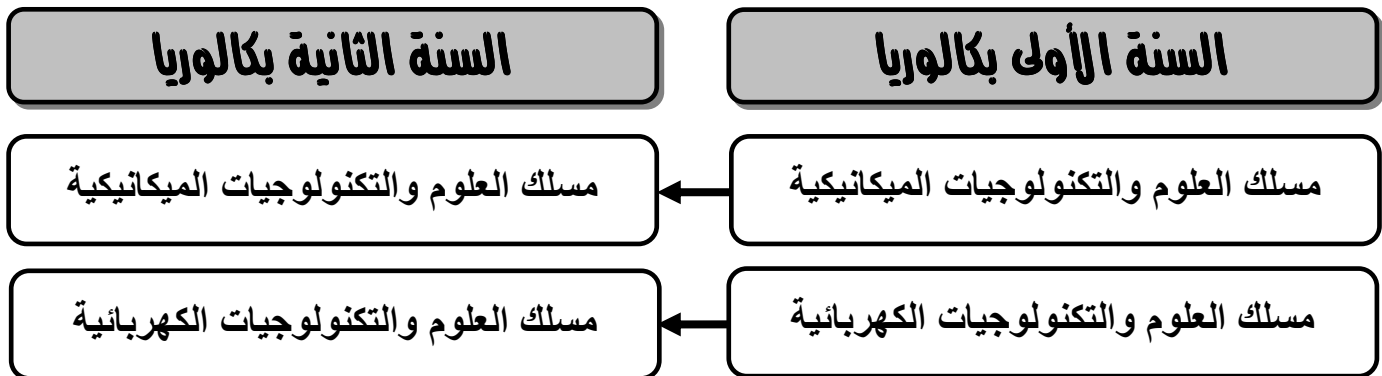 السنة الأولى بكالوريا
السنة الثانية بكالوريا
مسلك العلوم والتكنولوجيات الميكانيكية
مسلك العلوم والتكنولوجيات الميكانيكية
مسلك العلوم والتكنولوجيات الكهربائية
مسلك العلوم والتكنولوجيات الكهربائية